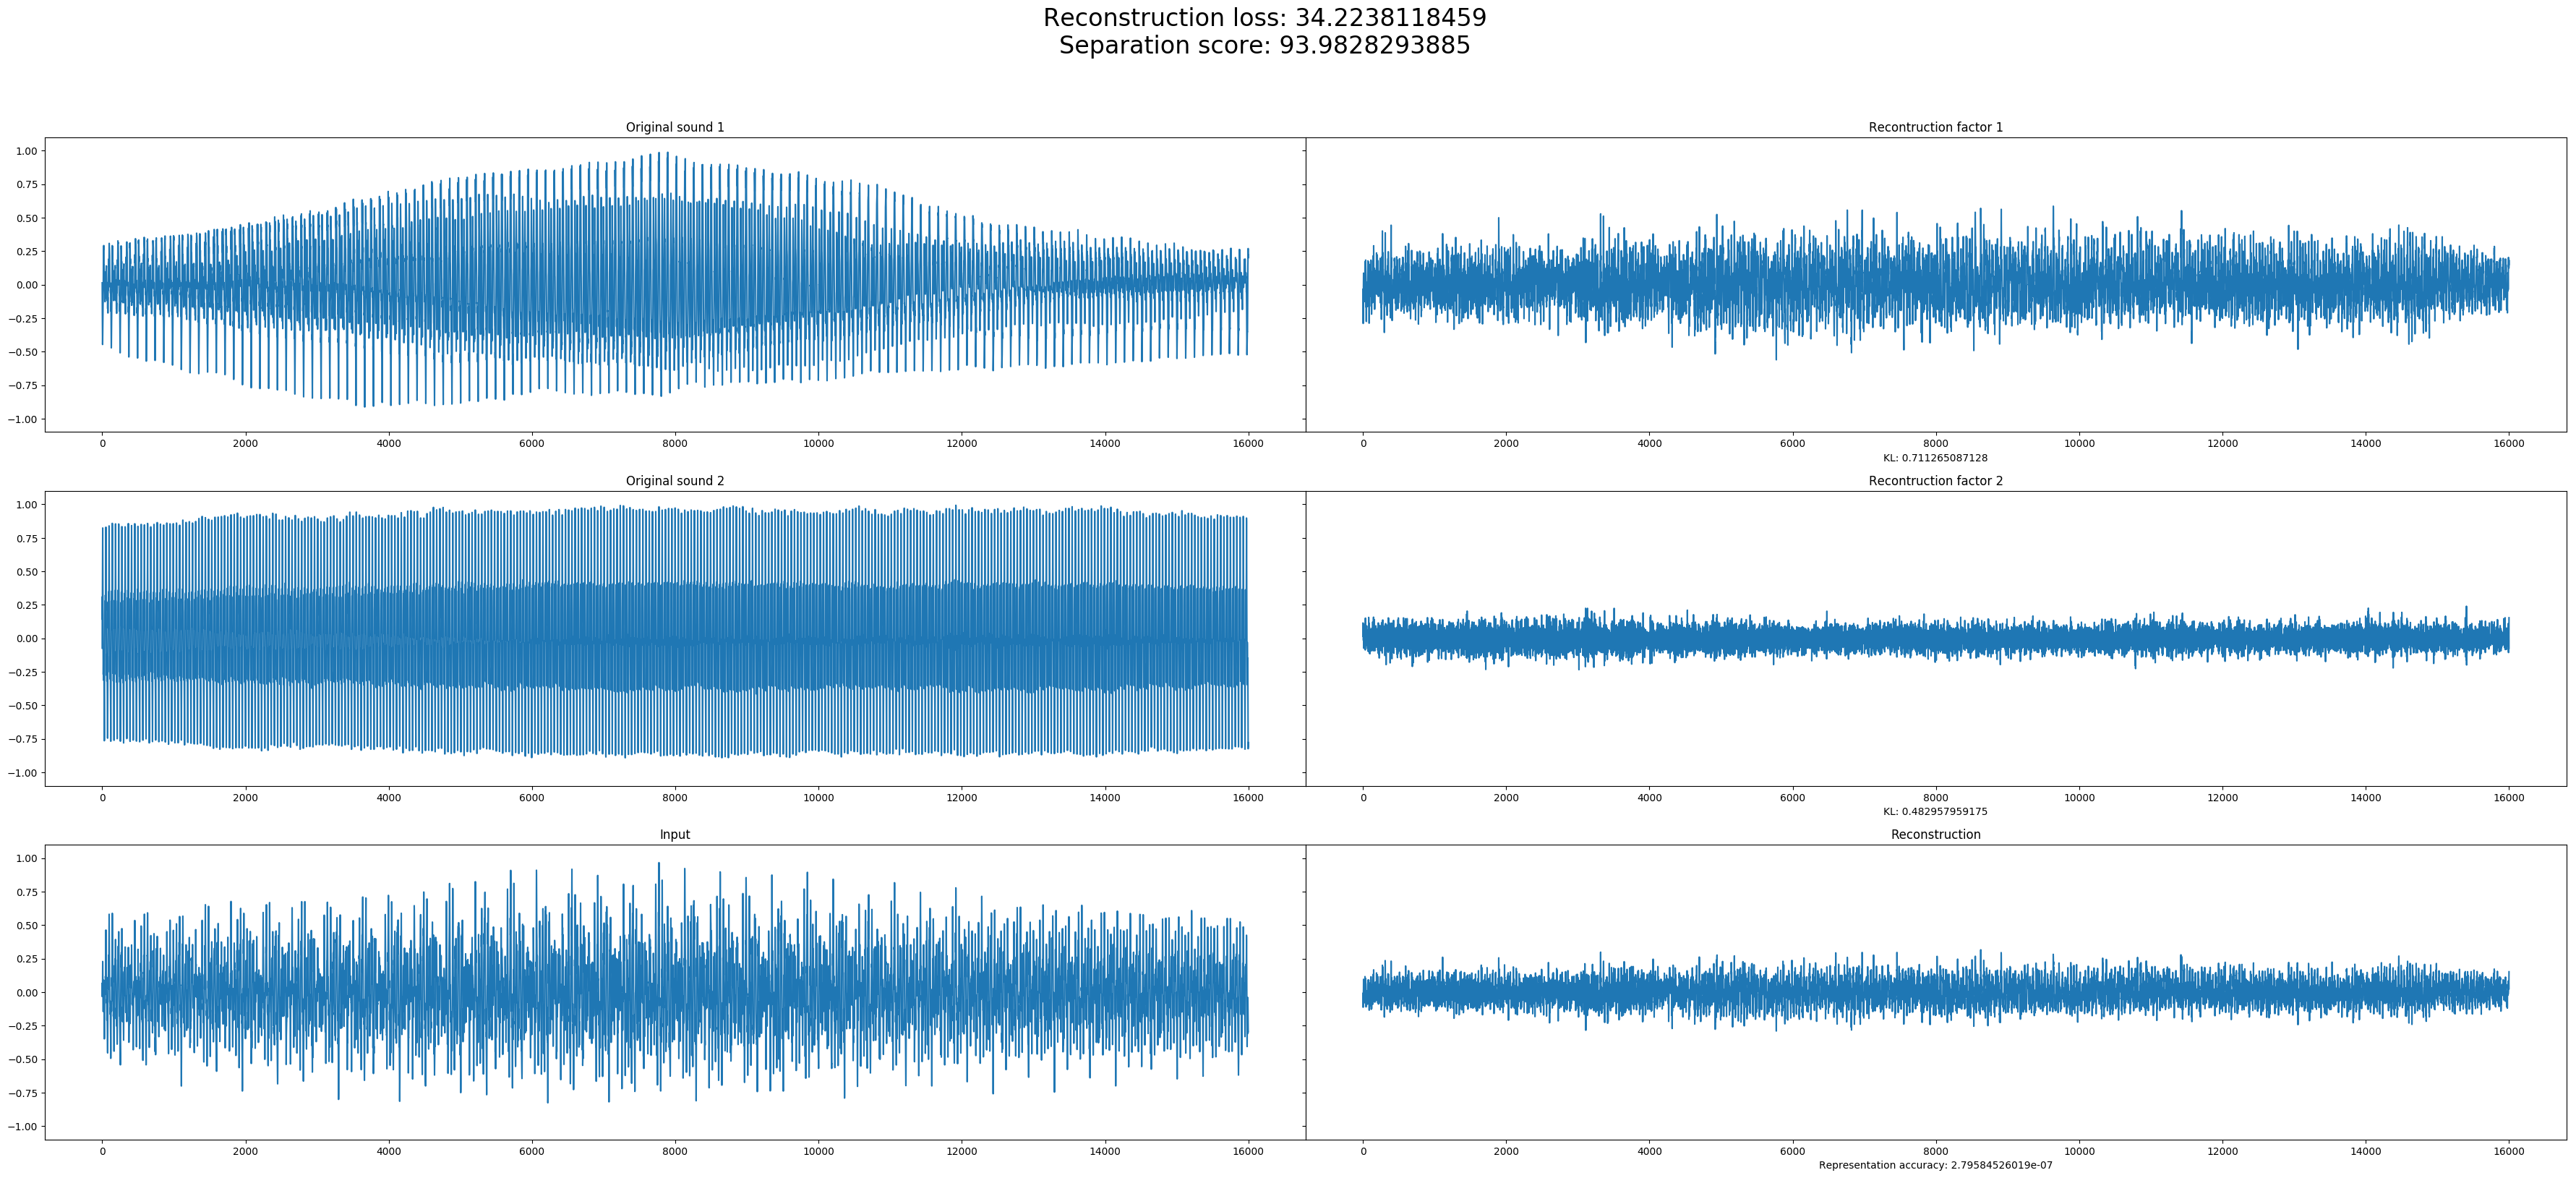 Reconstruction loss: 34.2238118459
Separation score: 93.9828293885
Original sound 1
Recontruction factor 1
1.00
0.75
0.50
0.25
0.00
−0.25
−0.50
−0.75
−1.00
0 2000 4000 6000 8000 10000 12000 14000 16000
0 2000 4000 6000 8000 10000 12000 14000 16000
KL: 0.711265087128
Original sound 2
Recontruction factor 2
1.00
0.75
0.50
0.25
0.00
−0.25
−0.50
−0.75
−1.00
0 2000 4000 6000 8000 10000 12000 14000 16000
0 2000 4000 6000 8000 10000 12000 14000 16000
KL: 0.482957959175
Input
Reconstruction
1.00
0.75
0.50
0.25
0.00
−0.25
−0.50
−0.75
−1.00
0 2000 4000 6000 8000 10000 12000 14000 16000
0 2000 4000 6000 8000 10000 12000 14000 16000
Representation accuracy: 2.79584526019e-07